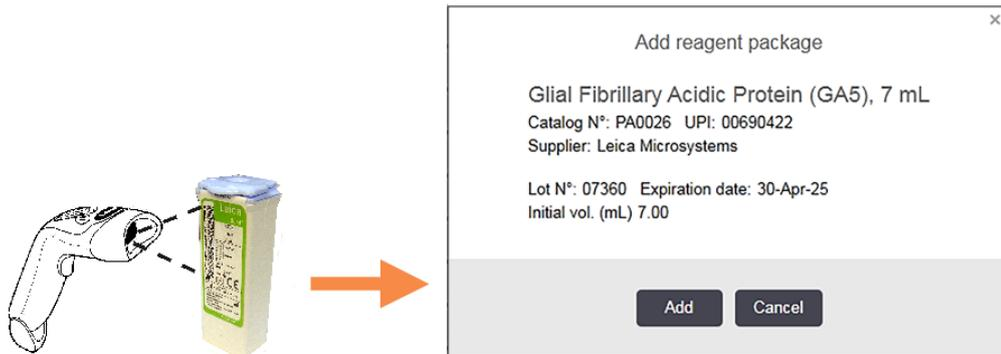 Leica
CE
×
Add reagent package
Glial Fibrillary Acidic Protein (GA5), 7 mL
Catalog N°: PA0026 UPI: 00690422
Supplier: Leica Microsystems
Lot N°: 07360 Expiration date: 30-Apr-25
Initial vol. (mL) 7.00
Add Cancel